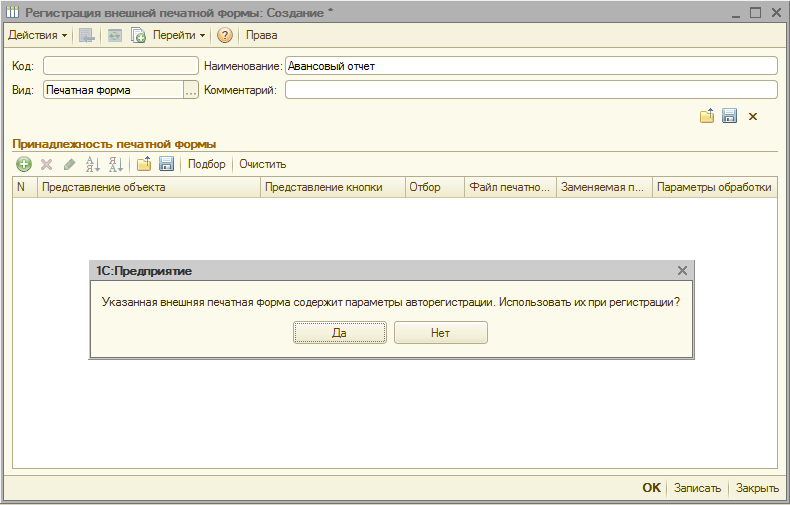 Регистрация внешней печатной формы: Создание *
Действия Перейти ? Права
Код: Наименование: Авансовый отчет
Вид: Печатная форма ... Комментарий:
Принадлежность печатной формы
Подбор Очистить
N Представление объекта Представление кнопки Отбор Файл печатно... Заменяемая п... Параметры обработки
1С:Предприятие
Указанная внешняя печатная форма содержит параметры авторегистрации. Использовать их при регистрации?
Да Нет
OK Записать Закрыть